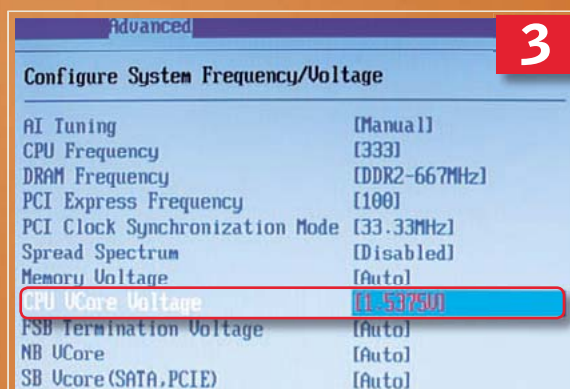 Advanced
3
Configure System Frequency/Voltage
AI Tuning [Manual]
CPU Frequency [333]
DRAM Frequency [DDR2-667MHz]
PCI Express Frequency [100]
PCI Clock Synchronization Mode [33.33MHz]
Spread Spectrum [Disabled]
Memory Voltage [Auto]
CPU VCore Voltage [1.5375V]
FSB Termination Voltage [Auto]
NB VCore [Auto]
SB Vcore(SATA,PCIE) [Auto]